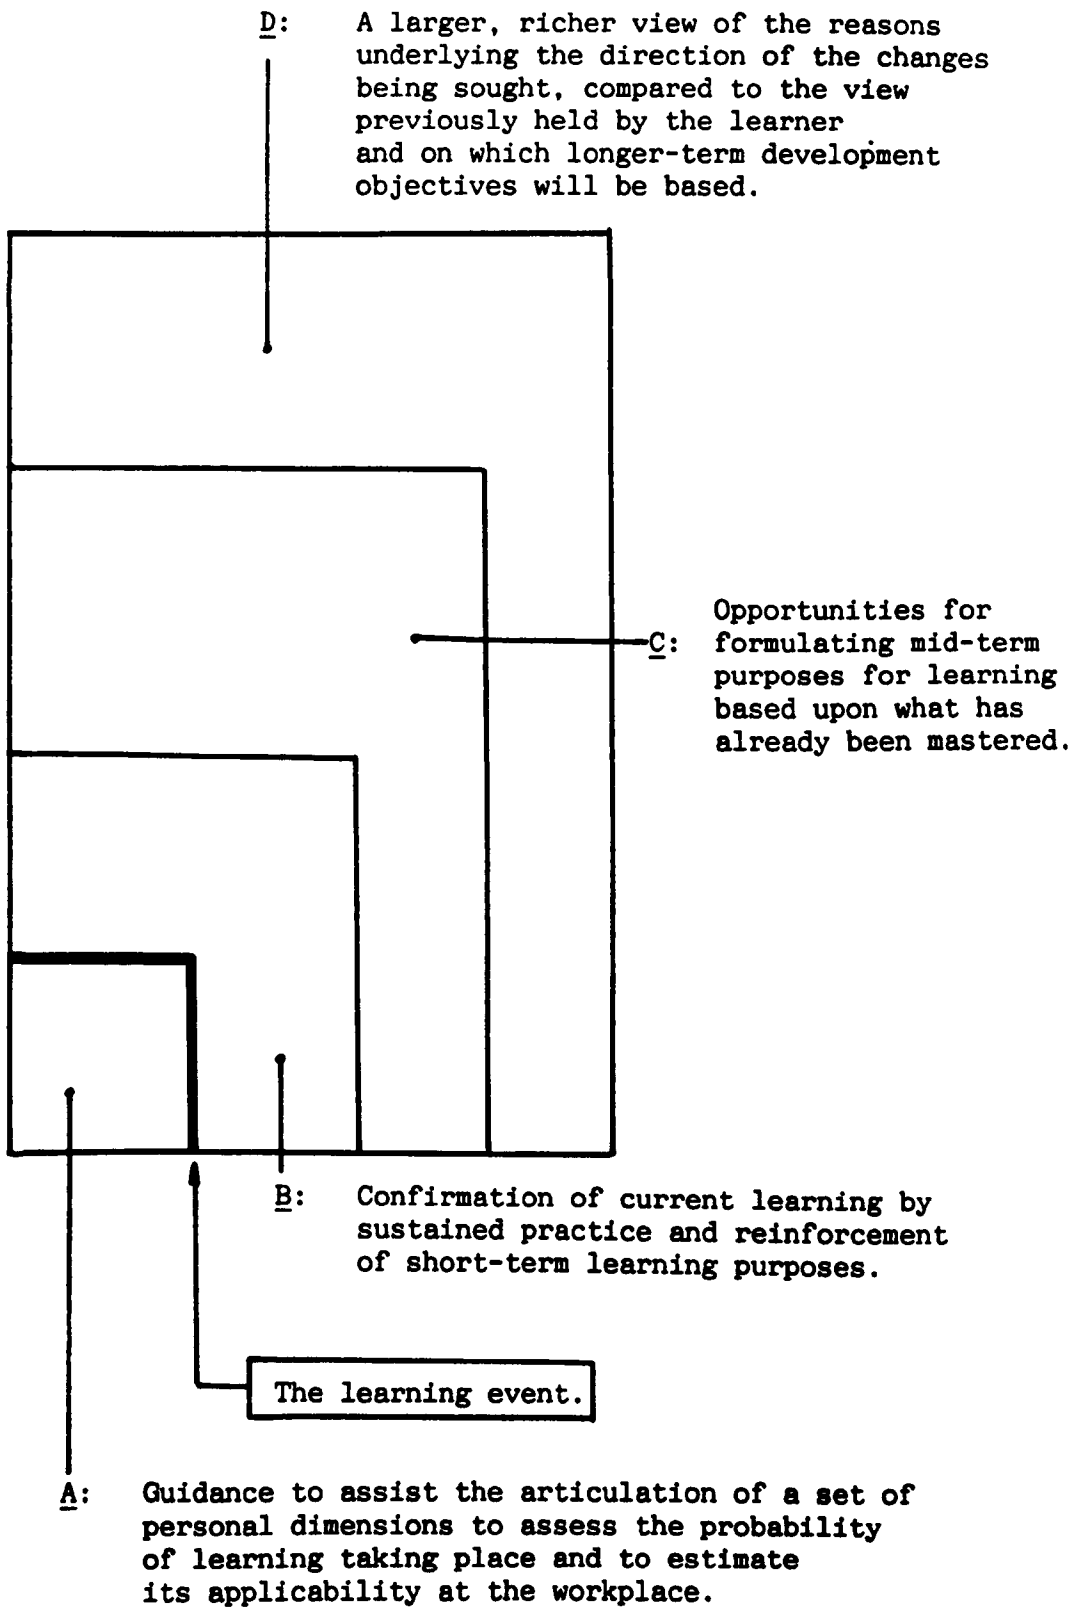 D: A larger, richer view of the reasons
underlying the direction of the changes
being sought, compared to the view
previously held by the learner
and on which longer-term development
objectives will be based.
Opportunities for
C: formulating mid-term
purposes for learning
based upon what has
already been mastered.
B: Confirmation of current learning by
sustained practice and reinforcement
of short-term learning purposes.
The learning event.
A: Guidance to assist the articulation of a set of
personal dimensions to assess the probability
of learning taking place and to estimate
its applicability at the workplace.